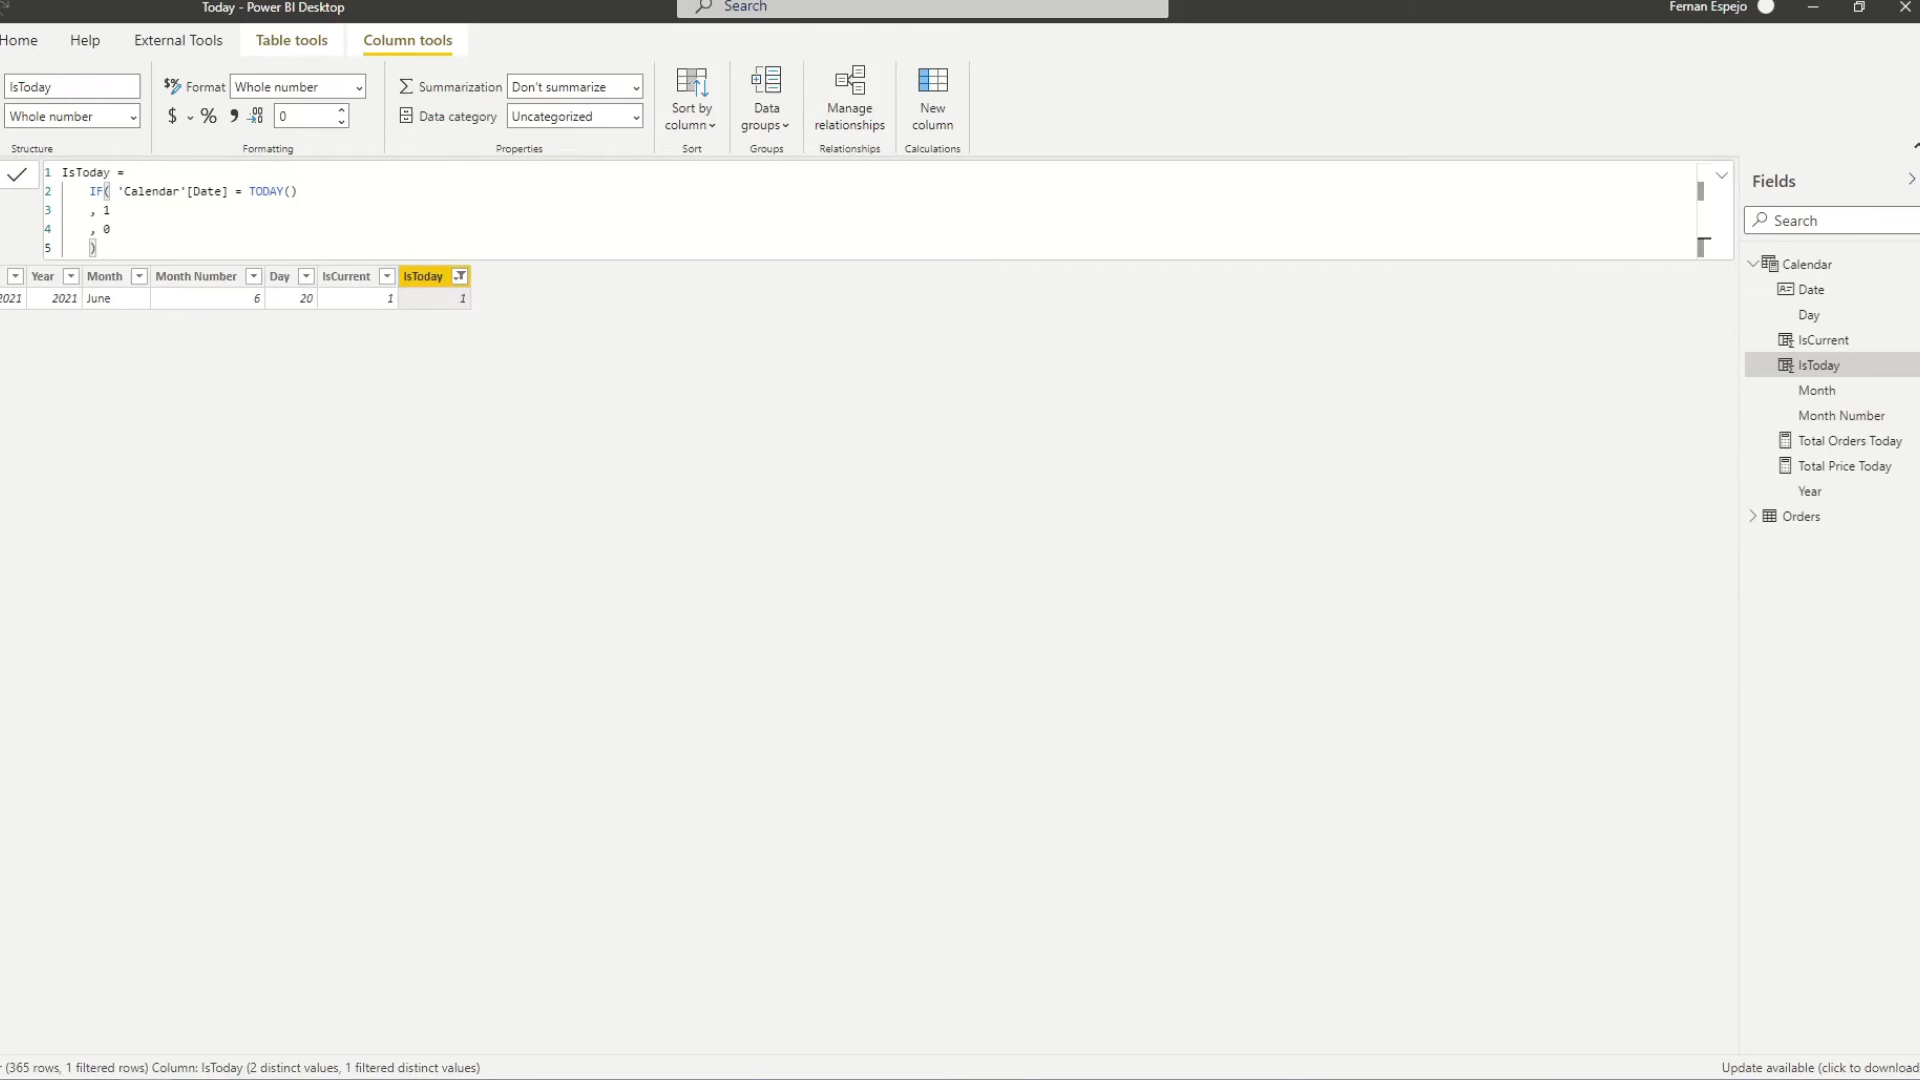 Today - Power BI Desktop
Search
Fernan Espejo
Home
Help
External Tools
Table tools
Column tools
IsToday
Format
Whole number
Summarization
Don't summarize
Sort by column
Data groups
Manage relationships
New column
Whole number
$ % 0
Data category
Uncategorized
Structure
Formatting
Properties
Sort
Groups
Relationships
Calculations
1 IsToday =
2 IF( 'Calendar'[Date] = TODAY()
3 , 1
4 , 0
5 )
Year Month Month Number Day IsCurrent IsToday
2021 2021 June 6 20 1 1
Fields
Search
Calendar
Date
Day
IsCurrent
IsToday
Month
Month Number
Total Orders Today
Total Price Today
Year
Orders
(365 rows, 1 filtered rows) Column: IsToday (2 distinct values, 1 filtered distinct values)
Update available (click to download